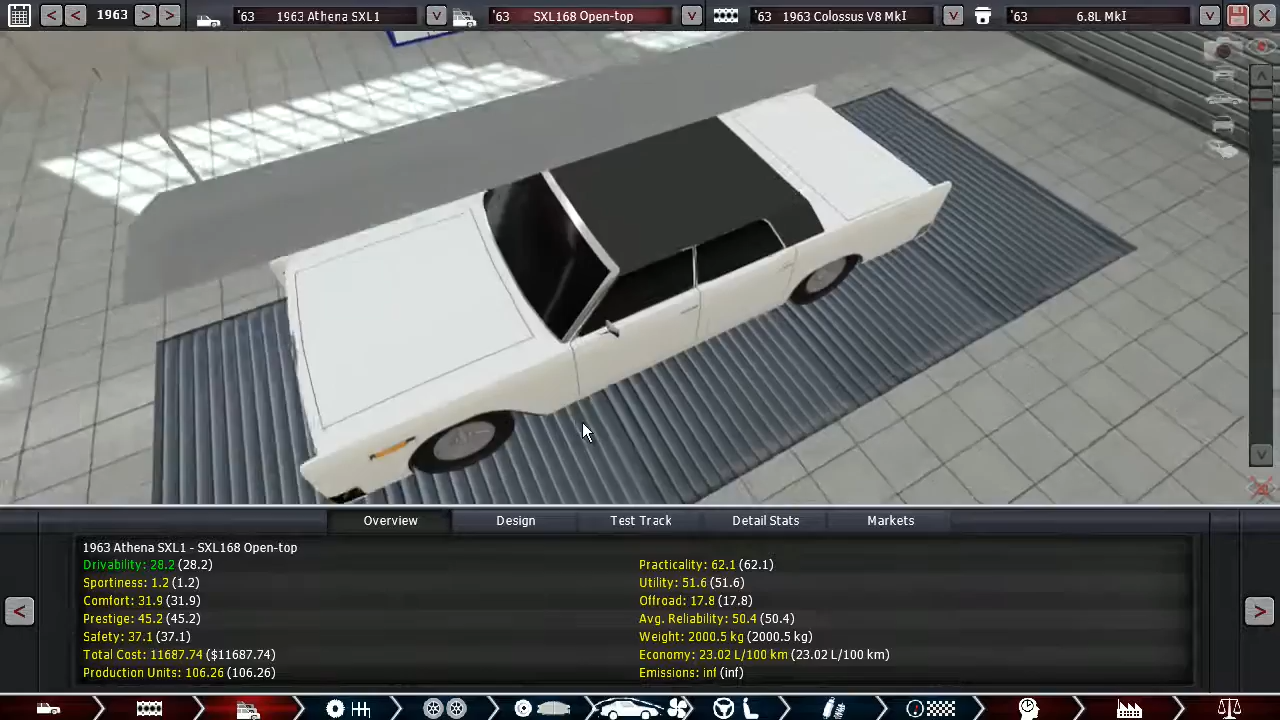 1963
'63 1963 Athena SXL1
'63 SXL168 Open-top
'63 1963 Colossus V8 MkI
'63 6.8L MkI
Overview
Design
Test Track
Detail Stats
Markets
1963 Athena SXL1 - SXL168 Open-top
Drivability: 28.2 (28.2)
Sportiness: 1.2 (1.2)
Comfort: 31.9 (31.9)
Prestige: 45.2 (45.2)
Safety: 37.1 (37.1)
Total Cost: 11687.74 ($11687.74)
Production Units: 106.26 (106.26)
Practicality: 62.1 (62.1)
Utility: 51.6 (51.6)
Offroad: 17.8 (17.8)
Avg. Reliability: 50.4 (50.4)
Weight: 2000.5 kg (2000.5 kg)
Economy: 23.02 L/100 km (23.02 L/100 km)
Emissions: inf (inf)